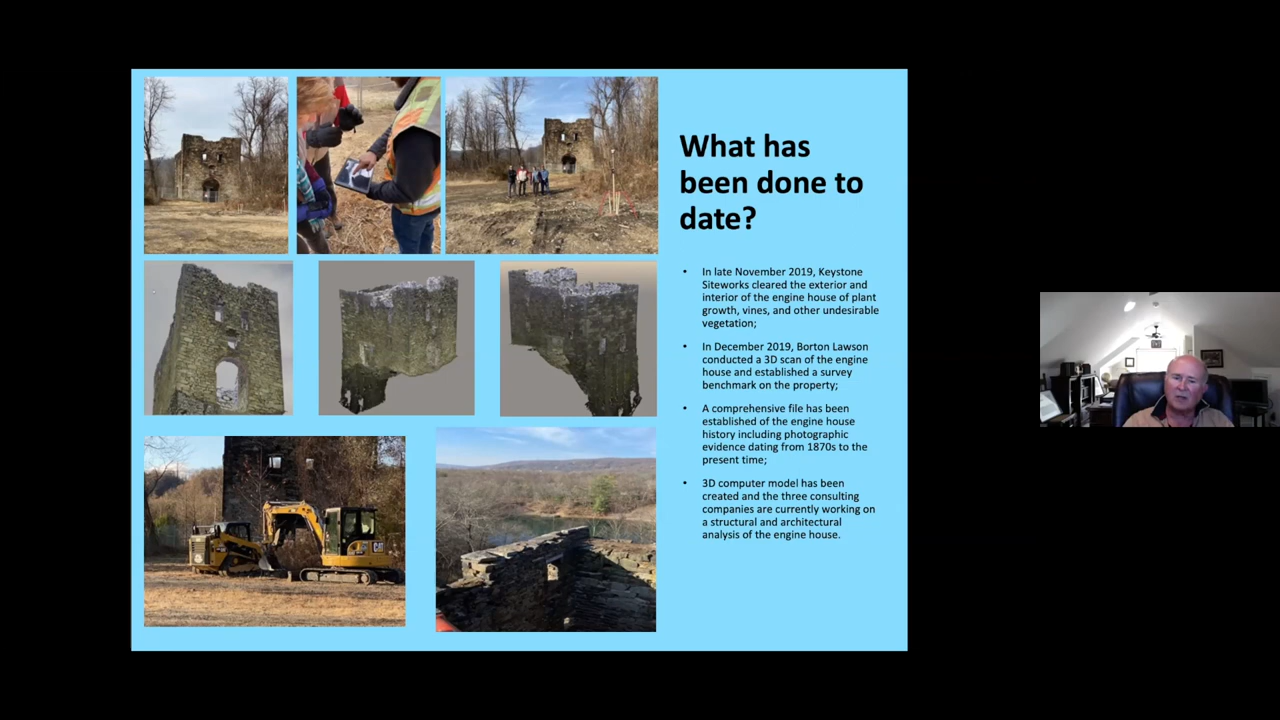 What has
been done to
date?
• In late November 2019, Keystone
Siteworks cleared the exterior and
interior of the engine house of plant
growth, vines, and other undesirable
vegetation;
• In December 2019, Borton Lawson
conducted a 3D scan of the engine
house and established a survey
benchmark on the property;
• A comprehensive file has been
established of the engine house
history including photographic
evidence dating from 1870s to the
present time;
• 3D computer model has been
created and the three consulting
companies are currently working on
a structural and architectural
analysis of the engine house.
CAT